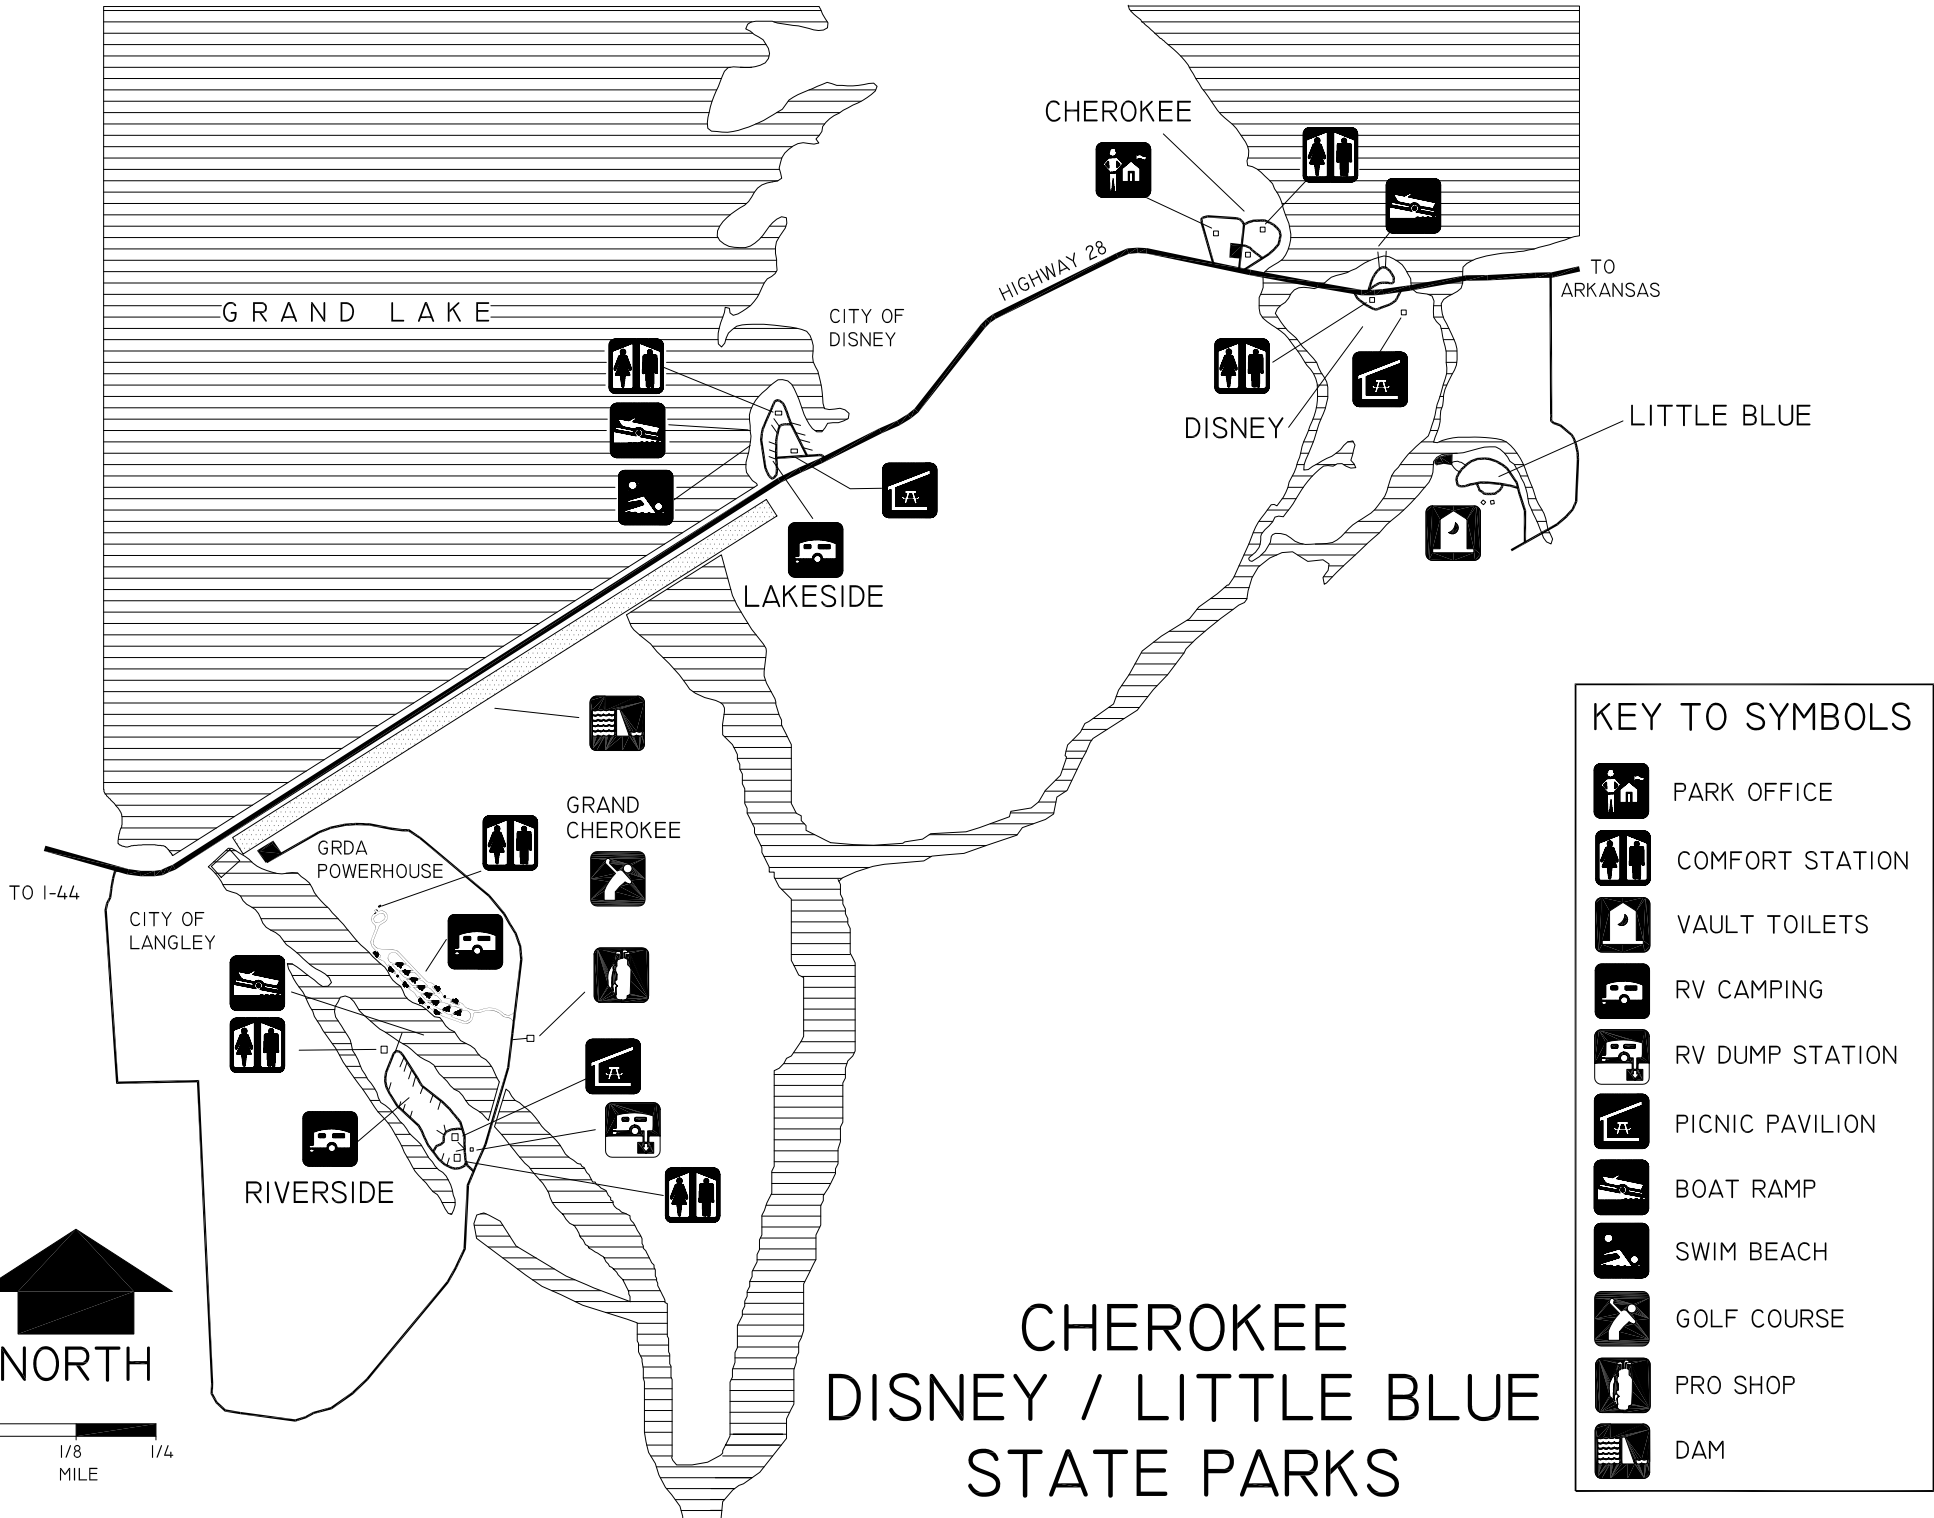 CHEROKEE
HIGHWAY 28
TO
ARKANSAS
GRAND LAKE
CITY OF
DISNEY
DISNEY
LITTLE BLUE
LAKESIDE
GRAND
CHEROKEE
GRDA
POWERHOUSE
TO I-44
CITY OF
LANGLEY
RIVERSIDE
NORTH
1/8
1/4
MILE
CHEROKEE
DISNEY / LITTLE BLUE
STATE PARKS
KEY TO SYMBOLS
PARK OFFICE
COMFORT STATION
VAULT TOILETS
RV CAMPING
RV DUMP STATION
PICNIC PAVILION
BOAT RAMP
SWIM BEACH
GOLF COURSE
PRO SHOP
DAM